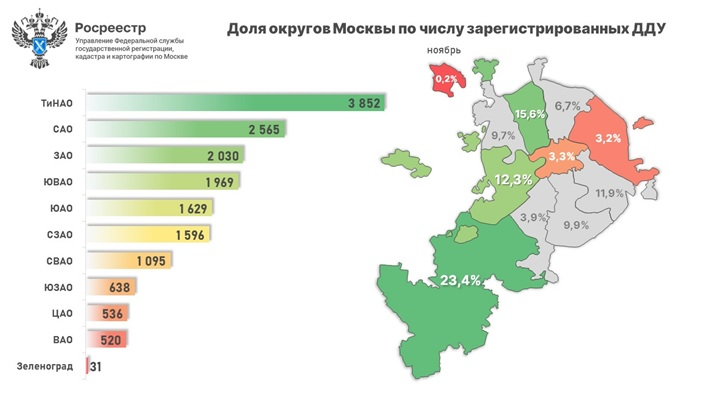 Росреестр
Управление Федеральной службы
государственной регистрации,
кадастра и картографии по Москве
Доля округов Москвы по числу зарегистрированных ДДУ
ноябрь
ТиНАО 3 852
САО 2 565
ЗАО 2 030
ЮВАО 1 969
ЮАО 1 629
СЗАО 1 596
СВАО 1 095
ЮЗАО 638
ЦАО 536
ВАО 520
Зеленоград 31
0,2%
15,6%
6,7%
9,7%
3,2%
3,3%
12,3%
11,9%
3,9%
9,9%
23,4%